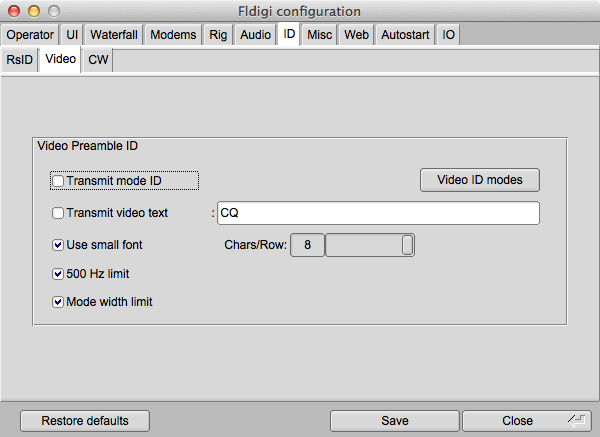 Fldigi configuration
Operator UI Waterfall Modems Rig Audio ID Misc Web Autostart IO
RsID Video CW
Video Preamble ID
Transmit mode ID Video ID modes
Transmit video text : CQ
Use small font Chars/Row: 8
500 Hz limit
Mode width limit
Restore defaults Save Close